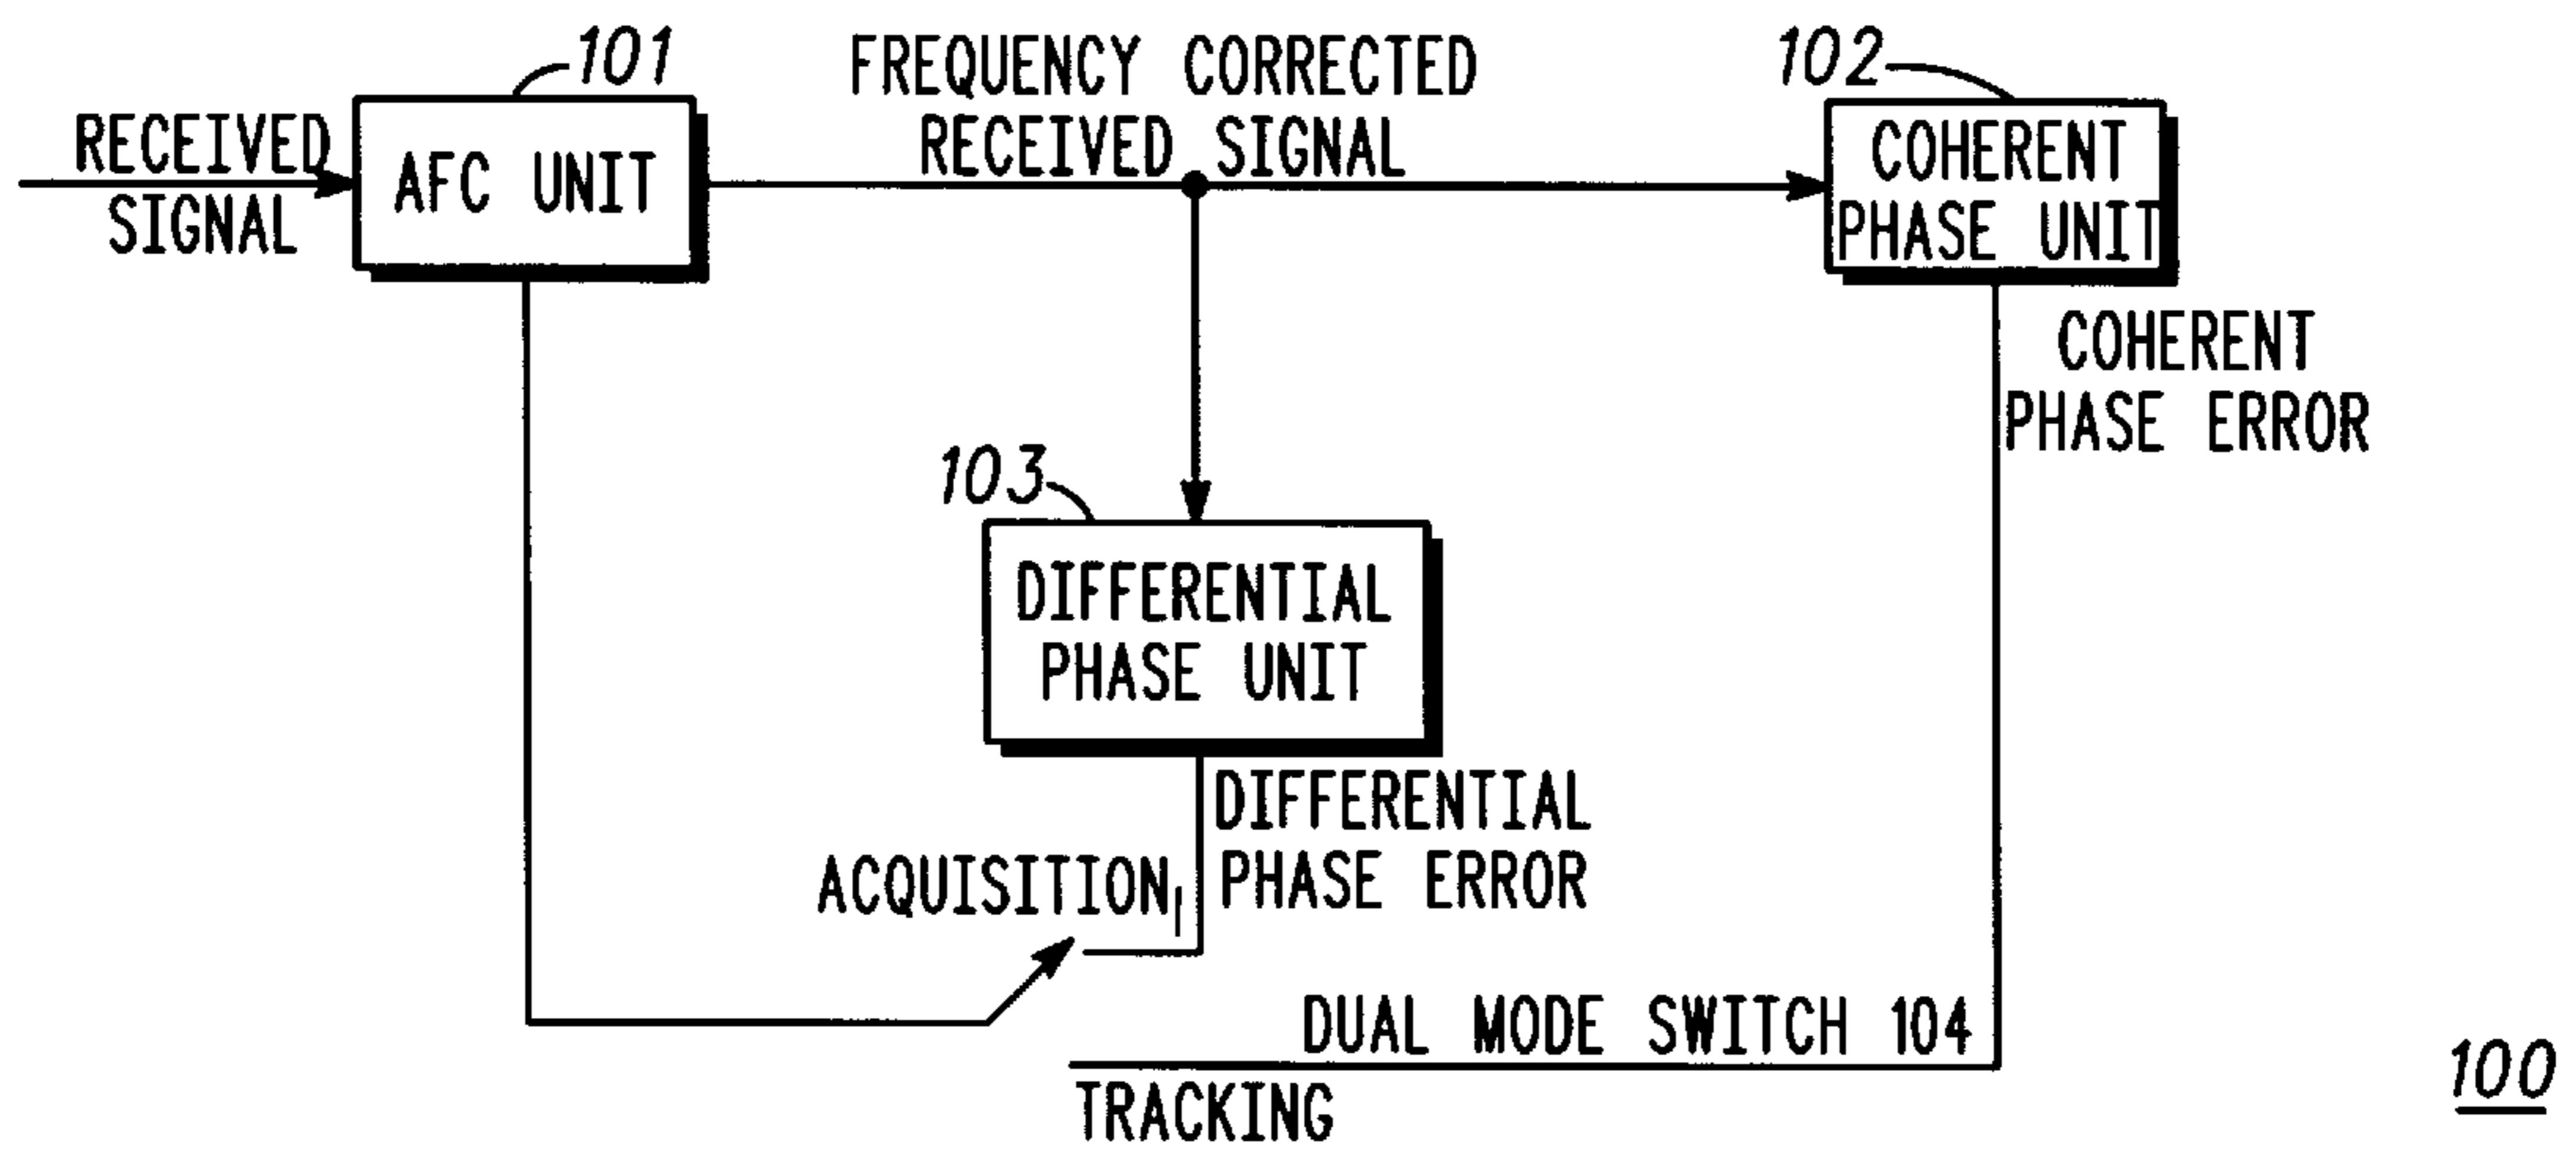 101
FREQUENCY CORRECTED
RECEIVED SIGNAL
102
RECEIVED
SIGNAL
AFC UNIT
COHERENT
PHASE UNIT
COHERENT
PHASE ERROR
103
DIFFERENTIAL
PHASE UNIT
DIFFERENTIAL
PHASE ERROR
ACQUISITION
DUAL MODE SWITCH 104
TRACKING
100